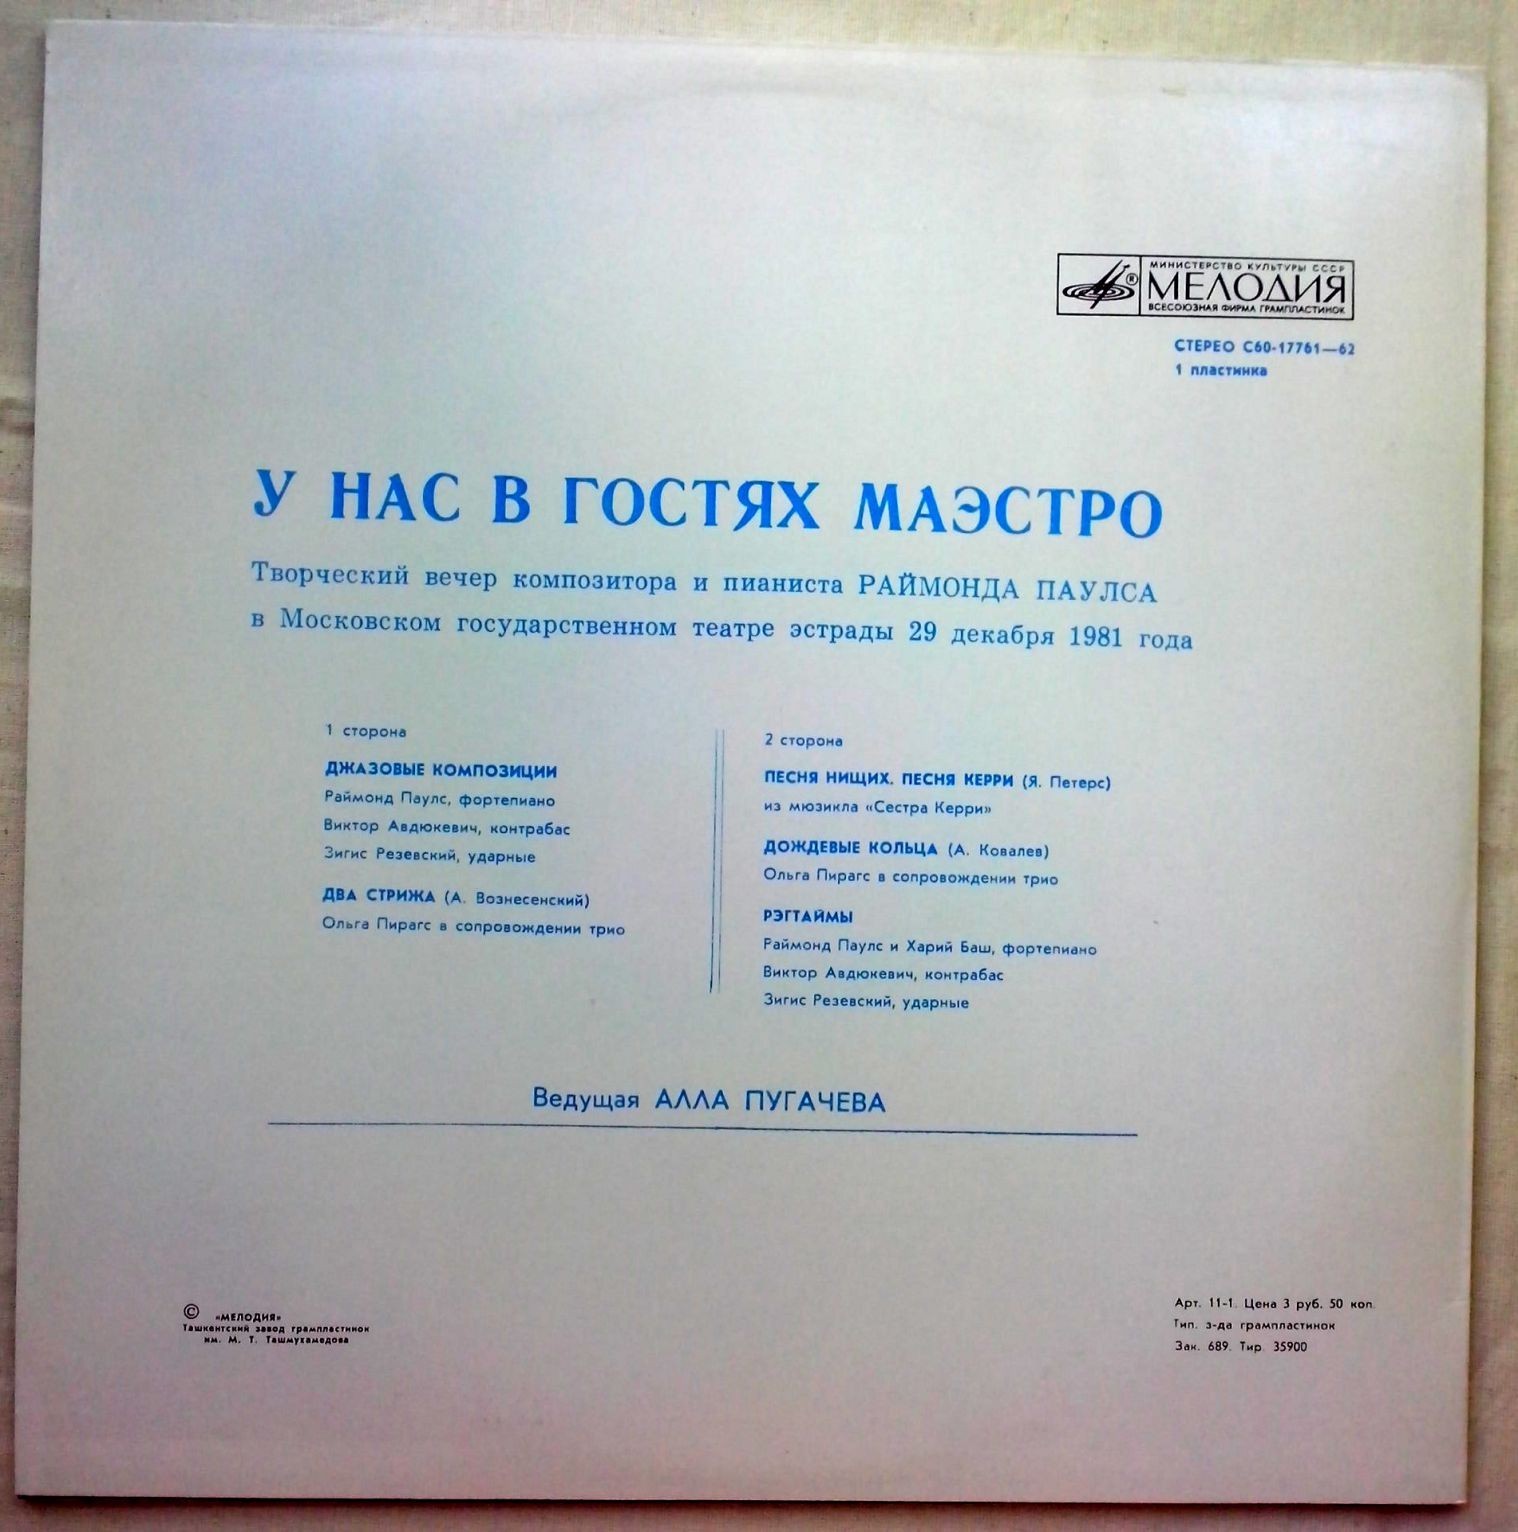 МИНИСТЕРСТВО КУЛЬТУРЫ СССР
® МЕЛОДИЯ
ВСЕСОЮЗНАЯ ФИРМА ГРАМПЛАСТИНОК
СТЕРЕО С60-17761—62
1 пластинка
У НАС В ГОСТЯХ МАЭСТРО
Творческий вечер композитора и пианиста РАЙМОНДА ПАУЛСА
в Московском государственном театре эстрады 29 декабря 1981 года
1 сторона
ДЖАЗОВЫЕ КОМПОЗИЦИИ
Раймонд Паулс, фортепиано
Виктор Авдюкевич, контрабас
Зигис Резевский, ударные
ДВА СТРИЖА (А. Вознесенский)
Ольга Пирагс в сопровождении трио
2 сторона
ПЕСНЯ НИЩИХ. ПЕСНЯ КЕРРИ (Я. Петерс)
из мюзикла «Сестра Керри»
ДОЖДЕВЫЕ КОЛЬЦА (А. Ковалев)
Ольга Пирагс в сопровождении трио
РЭГТАЙМЫ
Раймонд Паулс и Харий Баш, фортепиано
Виктор Авдюкевич, контрабас
Зигис Резевский, ударные
Ведущая АЛЛА ПУГАЧЕВА
© «МЕЛОДИЯ»
Ташкентский завод грампластинок
им. М. Т. Ташмухамедова
Арт. 11-1. Цена 3 руб. 50 коп.
Тип. з-да грампластинок
Зак. 689. Тир. 35900